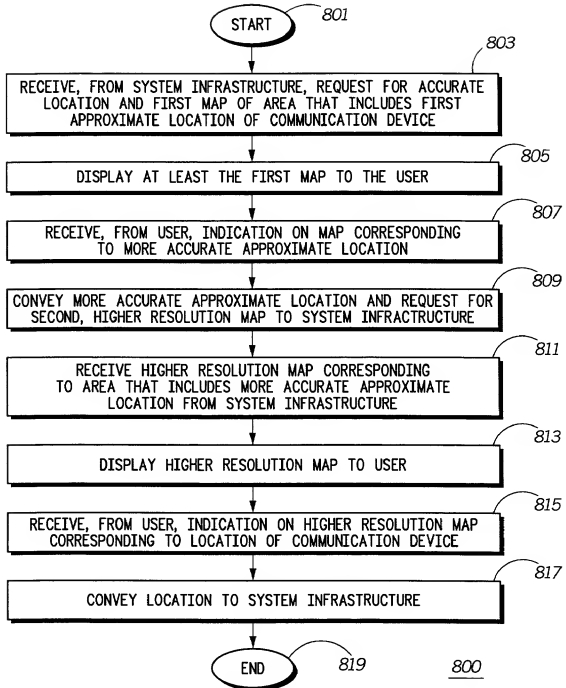 START
801
803
RECEIVE, FROM SYSTEM INFRASTRUCTURE, REQUEST FOR ACCURATE
LOCATION AND FIRST MAP OF AREA THAT INCLUDES FIRST
APPROXIMATE LOCATION OF COMMUNICATION DEVICE
805
DISPLAY AT LEAST THE FIRST MAP TO THE USER
807
RECEIVE, FROM USER, INDICATION ON MAP CORRESPONDING
TO MORE ACCURATE APPROXIMATE LOCATION
809
CONVEY MORE ACCURATE APPROXIMATE LOCATION AND REQUEST FOR
SECOND, HIGHER RESOLUTION MAP TO SYSTEM INFRACTRUCTURE
811
RECEIVE HIGHER RESOLUTION MAP CORRESPONDING
TO AREA THAT INCLUDES MORE ACCURATE APPROXIMATE
LOCATION FROM SYSTEM INFRASTRUCTURE
813
DISPLAY HIGHER RESOLUTION MAP TO USER
815
RECEIVE, FROM USER, INDICATION ON HIGHER RESOLUTION MAP
CORRESPONDING TO LOCATION OF COMMUNICATION DEVICE
817
CONVEY LOCATION TO SYSTEM INFRASTRUCTURE
END
819
800